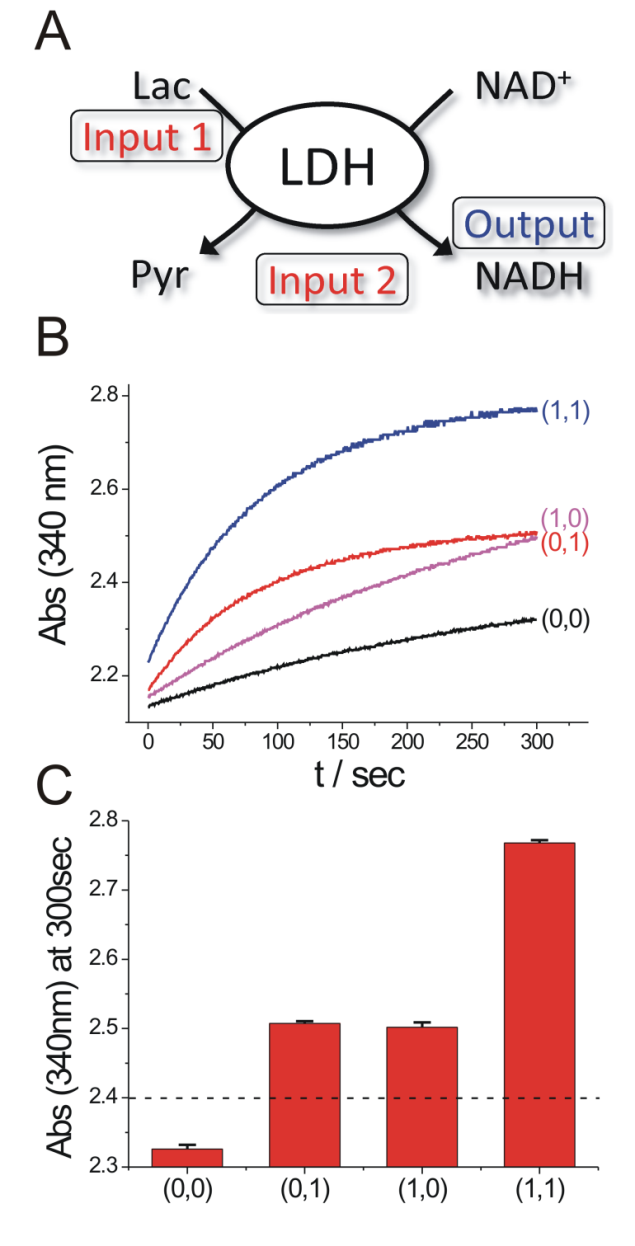 A
Lac
NAD⁺
Input 1
LDH
Output
Pyr
Input 2
NADH
B
2.8
2.6
2.4
2.2
Abs (340 nm)
(1,1)
(1,0)
(0,1)
(0,0)
0 50 100 150 200 250 300
t / sec
C
2.8
2.7
2.6
2.5
2.4
2.3
Abs (340nm) at 300sec
(0,0) (0,1) (1,0) (1,1)